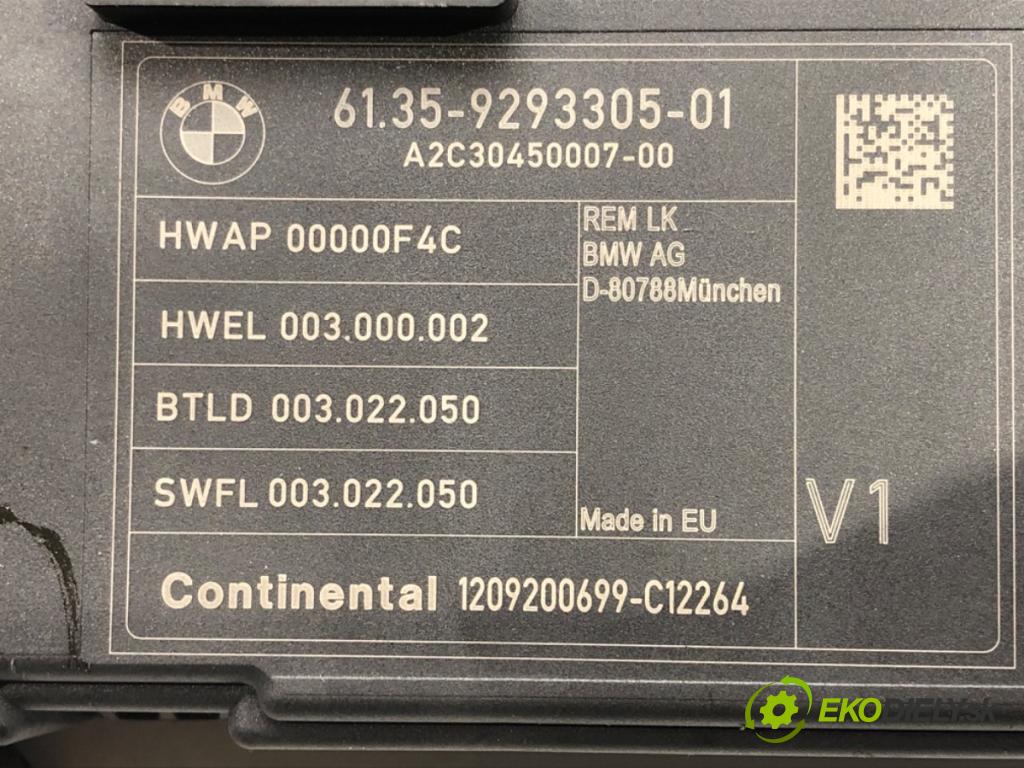 BMW
61.35-9293305-01
A2C30450007-00
HWAP 00000F4C
REM LK
BMW AG
D-80788München
HWEL 003.000.002
BTLD 003.022.050
SWFL 003.022.050
Made in EU
V1
Continental 1209200699-C12264
EKODIELY.SK